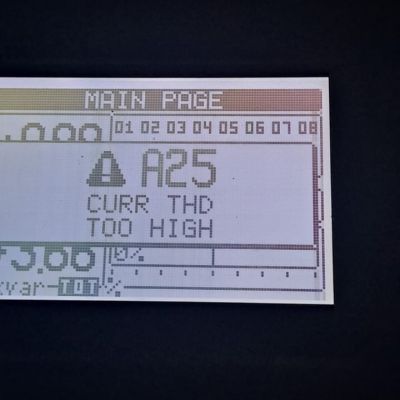 MAIN PAGE
01 02 03 04 05 06 07 08
A25
CURR THD
TOO HIGH
%
kvar-TOT %